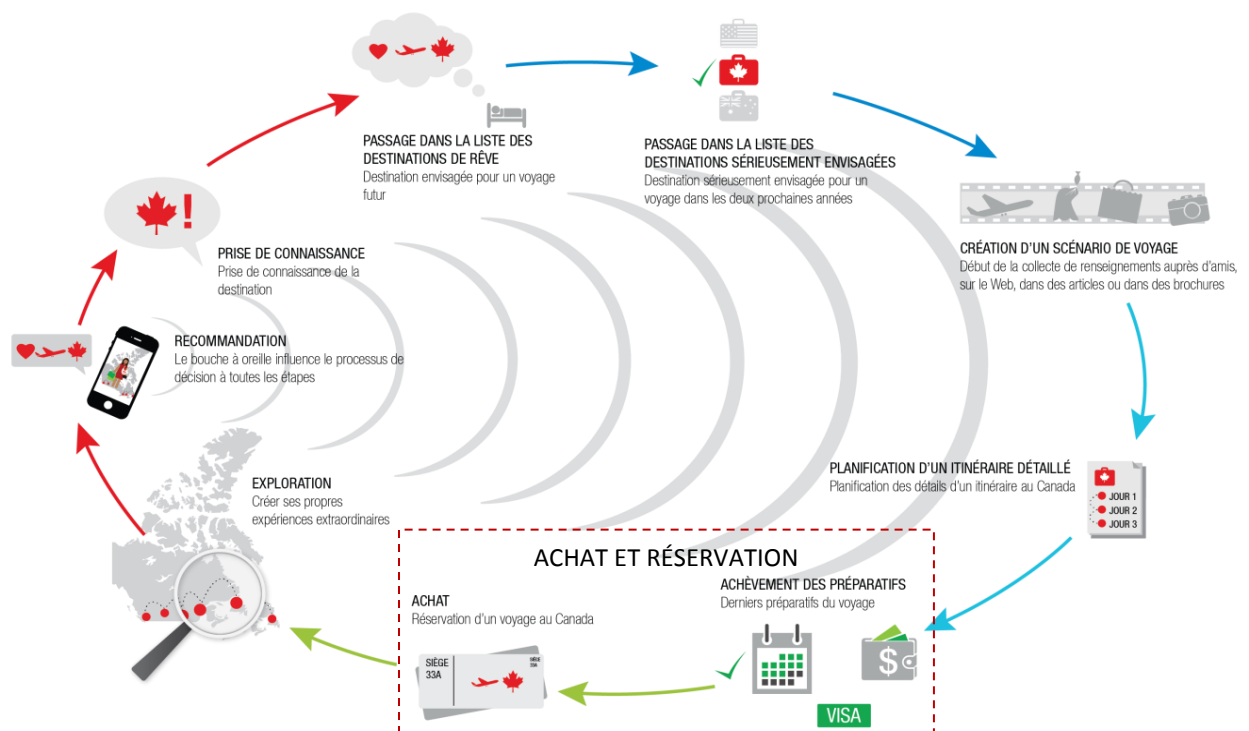 PASSAGE DANS LA LISTE DES
DESTINATIONS DE RÊVE
Destination envisagée pour un voyage
futur
PASSAGE DANS LA LISTE DES
DESTINATIONS SÉRIEUSEMENT ENVISAGÉES
Destination sérieusement envisagée pour un
voyage dans les deux prochaines années
CRÉATION D'UN SCÉNARIO DE VOYAGE
Début de la collecte de renseignements auprès d'amis,
sur le Web, dans des articles ou dans des brochures
PRISE DE CONNAISSANCE
Prise de connaissance de la
destination
RECOMMANDATION
Le bouche à oreille influence le processus de
décision à toutes les étapes
PLANIFICATION D'UN ITINÉRAIRE DÉTAILLÉ
Planification des détails d'un itinéraire au Canada
JOUR 1
JOUR 2
JOUR 3
EXPLORATION
Créer ses propres
expériences extraordinaires
ACHAT ET RÉSERVATION
ACHÈVEMENT DES PRÉPARATIFS
Derniers préparatifs du voyage
$
VISA
ACHAT
Réservation d'un voyage au Canada
SIÈGE
33A
SIÈGE
33A